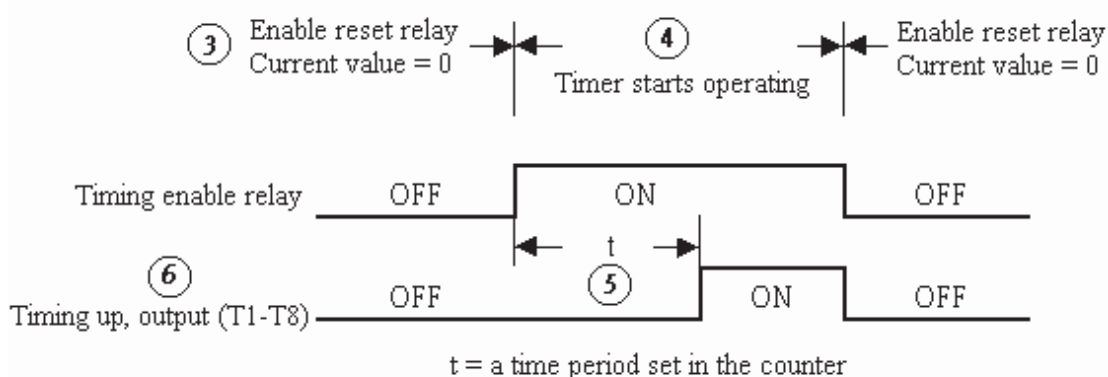 3 Enable reset relay
Current value = 0
4
Timer starts operating
Enable reset relay
Current value = 0
Timing enable relay OFF ON OFF
t
5
6
Timing up, output (T1-T8) OFF ON OFF
t = a time period set in the counter